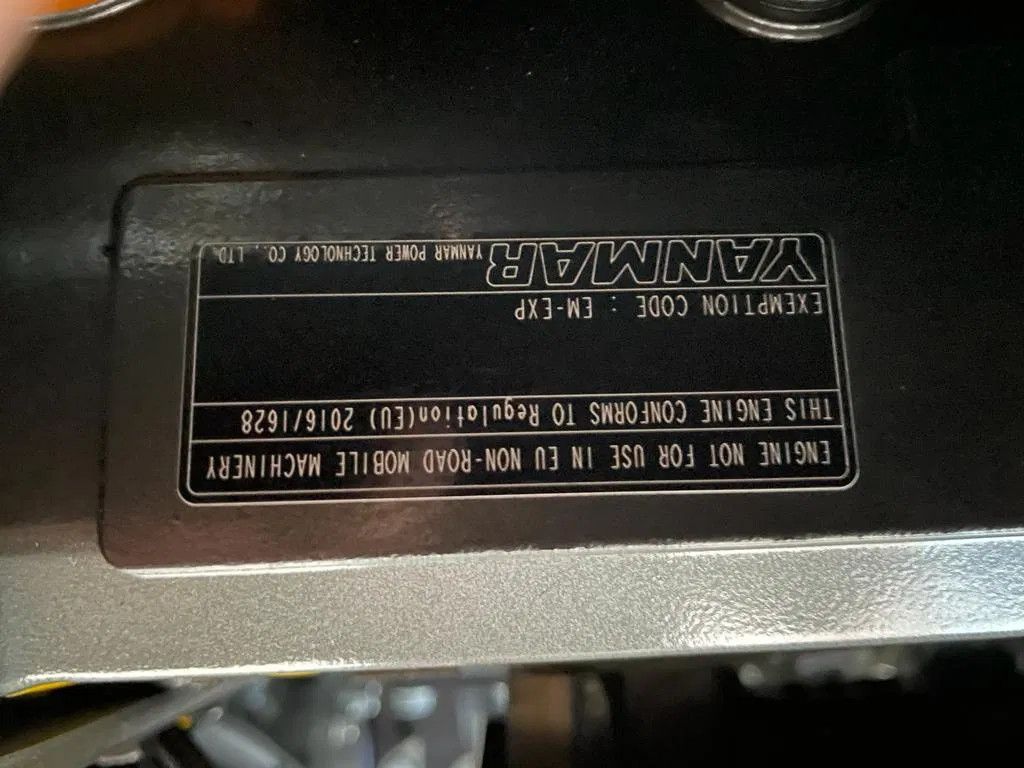 ENGINE NOT FOR USE IN EU NON-ROAD MOBILE MACHINERY
THIS ENGINE CONFORMS TO Regulation(EU) 2016/1628
EXEMPTION CODE : EM-EXP
YANMAR YANMAR POWER TECHNOLOGY CO., LTD.